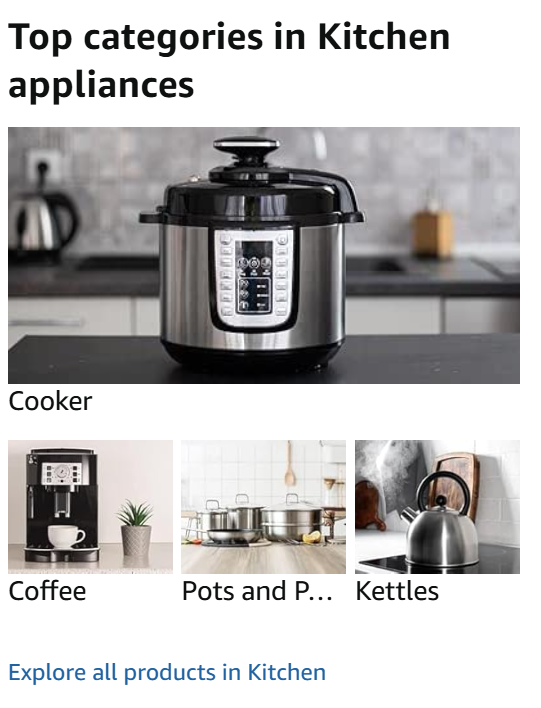 Top categories in Kitchen
appliances
Cooker
Coffee
Pots and P...
Kettles
Explore all products in Kitchen